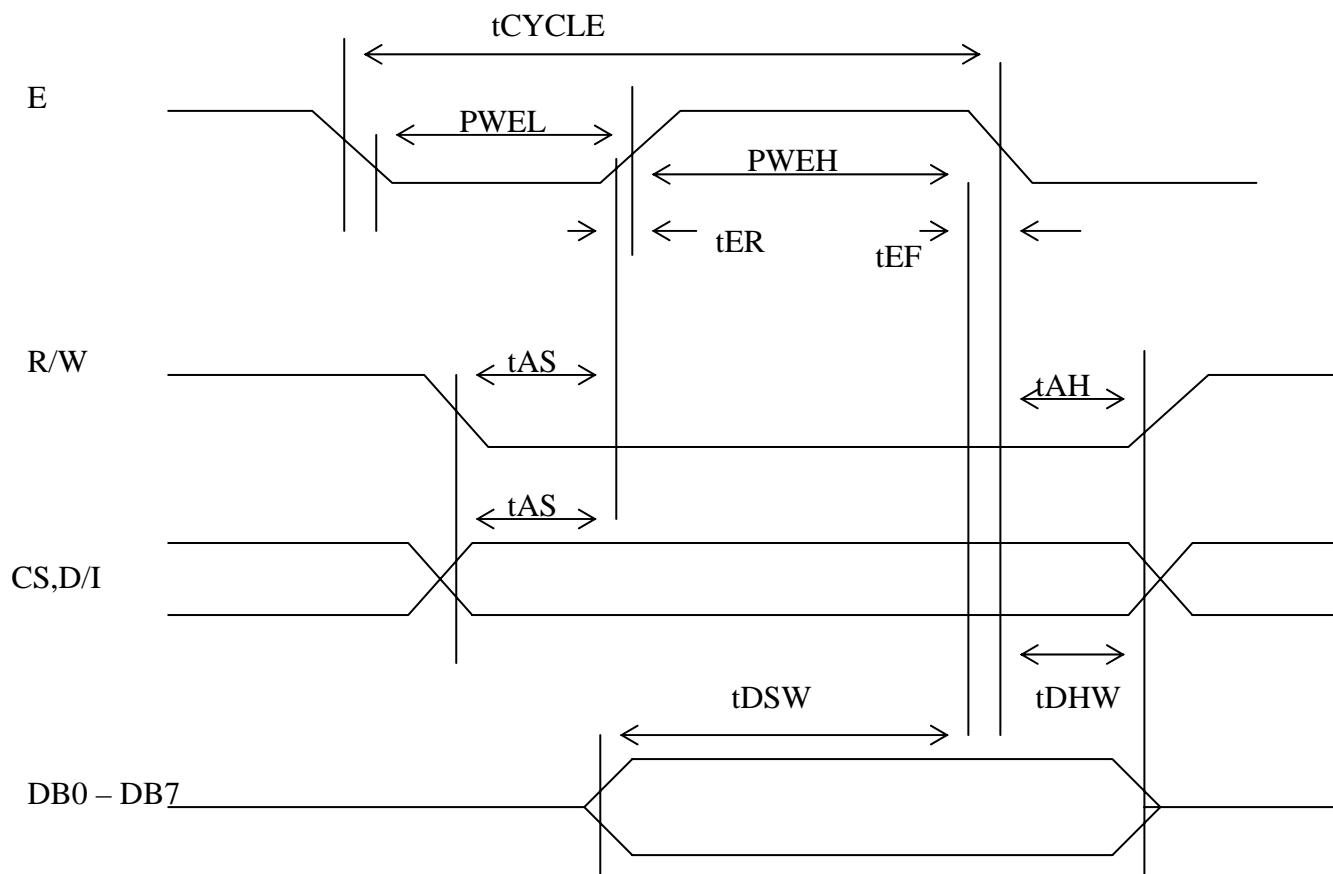 tCYCLE
E
PWEL
PWEH
tER
tEF
R/W
tAS
tAH
tAS
CS,D/I
tDSW
tDHW
DB0 – DB7